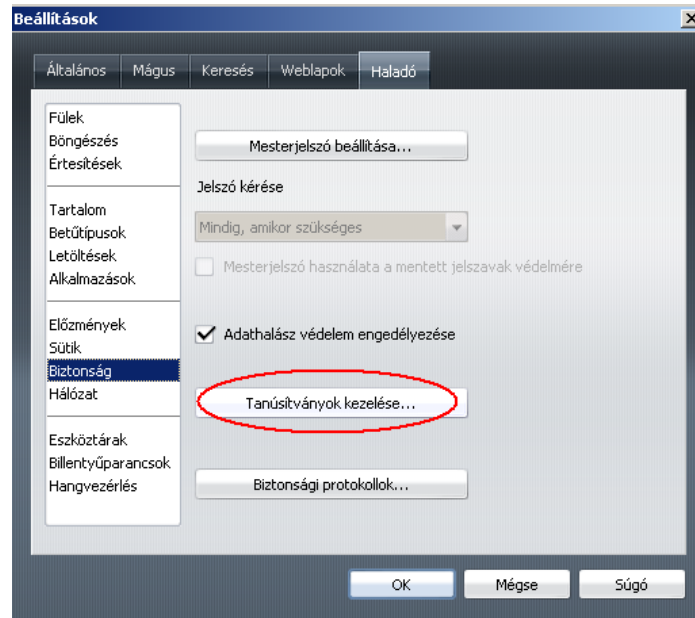 Beállítások
Általános
Mágus
Keresés
Weblapok
Haladó
Fülek
Böngészés
Értesítések
Tartalom
Betűtípusok
Letöltések
Alkalmazások
Előzmények
Sütik
Biztonság
Hálózat
Eszköztárak
Billentyűparancsok
Hangvezérlés
Mesterjelszó beállítása...
Jelszó kérése
Mindig, amikor szükséges
Mesterjelszó használata a mentett jelszavak védelmére
Adathalász védelem engedélyezése
Tanúsítványok kezelése...
Biztonsági protokollok...
OK
Mégse
Súgó